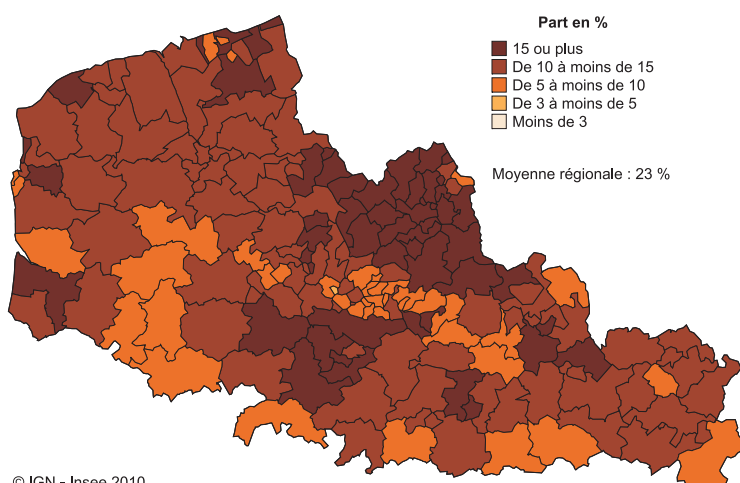 Part en %
15 ou plus
De 10 à moins de 15
De 5 à moins de 10
De 3 à moins de 5
Moins de 3
Moyenne régionale : 23 %
© IGN - Insee 2010